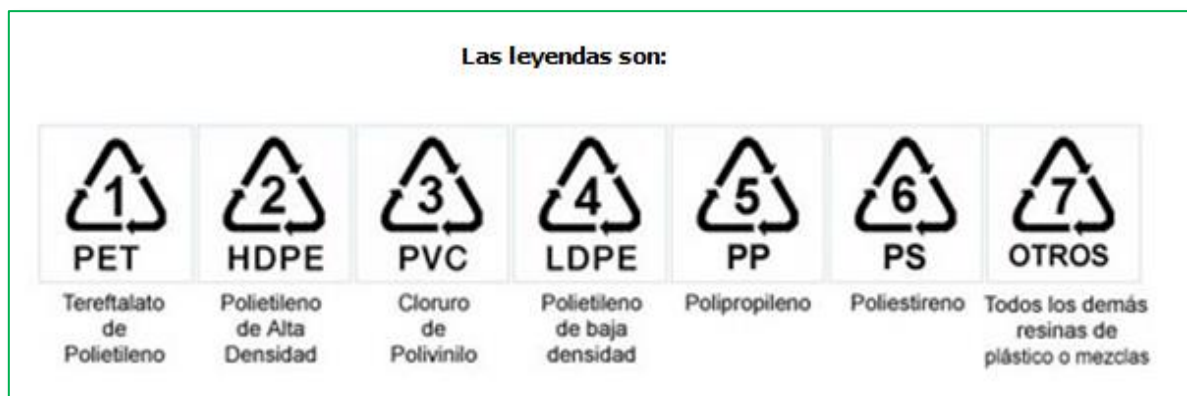 Las leyendas son:
1
PET
Tereftalato
de
Polietileno
2
HDPE
Polietileno
de Alta
Densidad
3
PVC
Cloruro
de
Polivinilo
4
LDPE
Polietileno
de baja
densidad
5
PP
Polipropileno
6
PS
Poliestireno
7
OTROS
Todos los demás
resinas de
plástico o mezclas